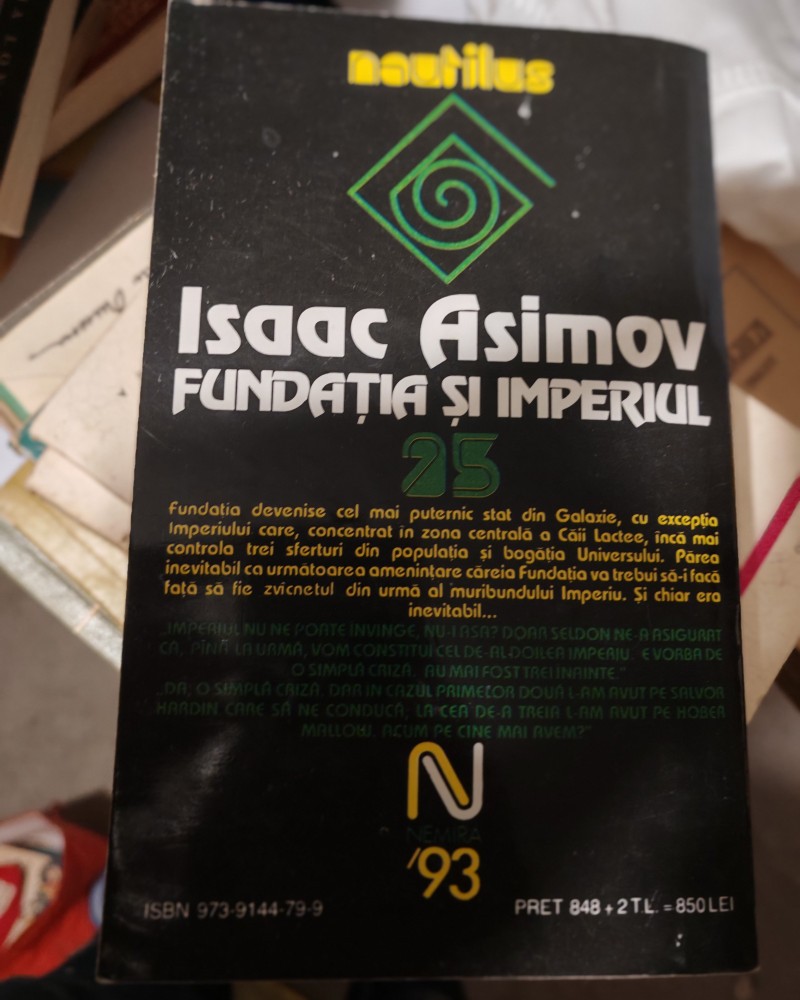 nautilus
Isaac Asimov
FUNDAȚIA ȘI IMPERIUL
25
Fundatia devenise cel mai puternic stat din Galaxie, cu excepția
Imperiului care, concentrat în zona centrală a Căii Lactee, încă mai
controla trei sferturi din populația și bogăția Universului. Părea
inevitabil ca următoarea amenințare căreia Fundația va trebui să-i facă
față să fie zvîcnetul din urmă al muribundului Imperiu. Și chiar era
inevitabil...
„IMPERIUL NU NE POATE INVINGE, NU-I AȘA? DOAR SELDON NE-A ASIGURAT
CĂ, PÎNĂ LA URMĂ, VOM CONSTITUI CEL DE-AL DOILEA IMPERIU. E VORBA DE
O SIMPLĂ CRIZĂ. AU MAI FOST TREI ÎNAINTE."
„DA, O SIMPLĂ CRIZĂ. DAR IN CAZUL PRIMELOR DOUĂ L-AM AVUT PE SALVOR
HARDIN CARE SĂ NE CONDUCĂ, LA CEA DE-A TREIA L-AM AVUT PE HOBER
MALLOW. ACUM PE CINE MAI AVEM?"
NEMIRA
'93
ISBN 973-9144-79-9
PRET 848 + 2 T.L. = 850 LEI